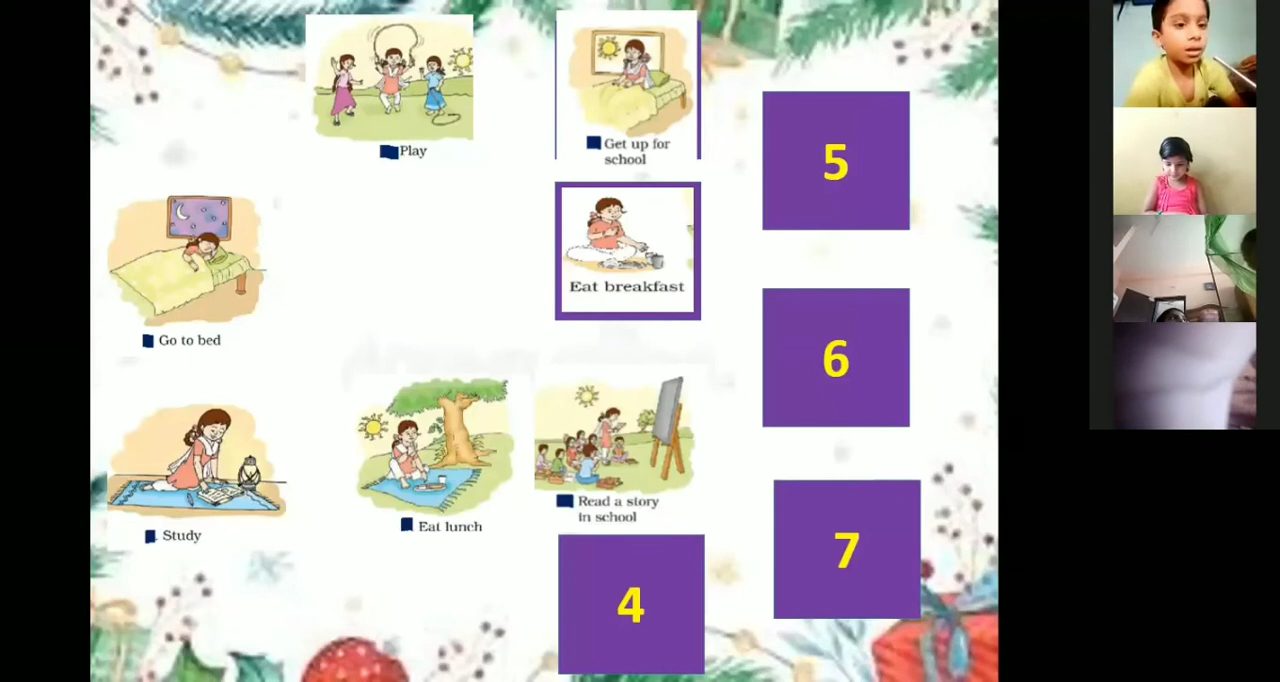 Play
Get up for
school
5
Eat breakfast
Go to bed
6
Study
Eat lunch
Read a story
in school
4
7